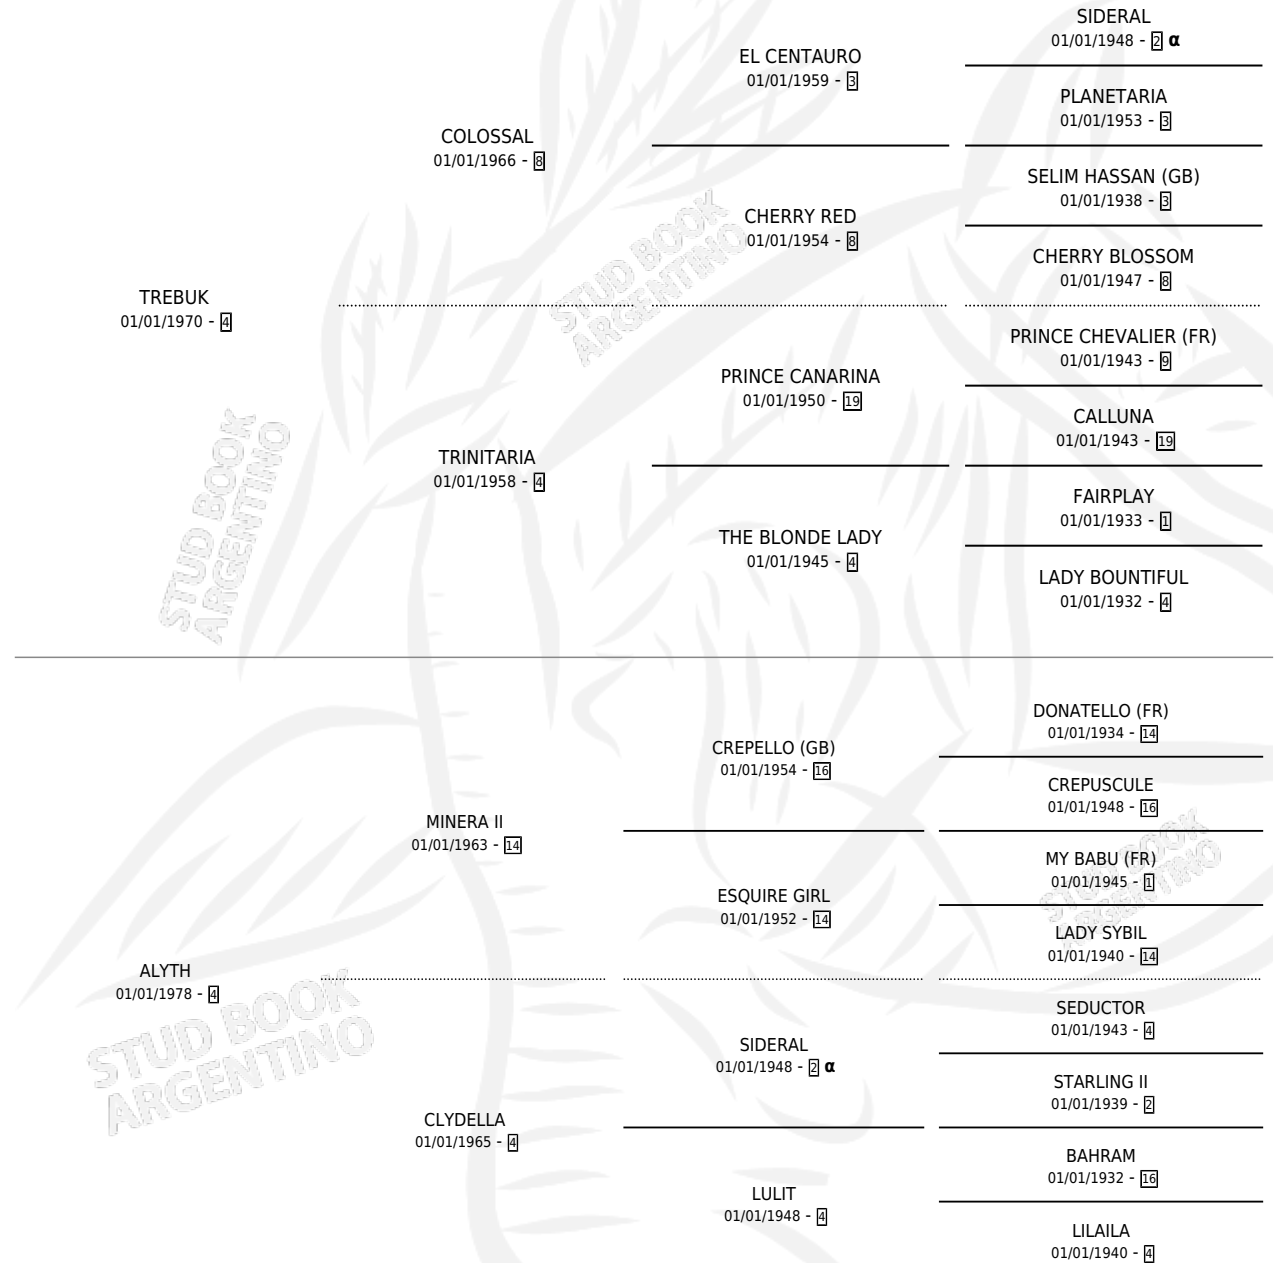 SIDERAL
01/01/1948 - 2 α
EL CENTAURO
01/01/1959 - 3
PLANETARIA
01/01/1953 - 3
COLOSSAL
01/01/1966 - 8
SELIM HASSAN (GB)
01/01/1938 - 3
CHERRY RED
01/01/1954 - 8
CHERRY BLOSSOM
01/01/1947 - 8
TREBUK
01/01/1970 - 4
PRINCE CHEVALIER (FR)
01/01/1943 - 9
PRINCE CANARINA
01/01/1950 - 19
CALLUNA
01/01/1943 - 19
TRINITARIA
01/01/1958 - 4
FAIRPLAY
01/01/1933 - 1
THE BLONDE LADY
01/01/1945 - 4
LADY BOUNTIFUL
01/01/1932 - 4
DONATELLO (FR)
01/01/1934 - 14
CREPELLO (GB)
01/01/1954 - 16
CREPUSCULE
01/01/1948 - 16
MINERA II
01/01/1963 - 14
MY BABU (FR)
01/01/1945 - 1
ESQUIRE GIRL
01/01/1952 - 14
LADY SYBIL
01/01/1940 - 14
ALYTH
01/01/1978 - 4
SEDUCTOR
01/01/1943 - 4
SIDERAL
01/01/1948 - 2 α
STARLING II
01/01/1939 - 2
CLYDELLA
01/01/1965 - 4
BAHRAM
01/01/1932 - 16
LULIT
01/01/1948 - 4
LILAILA
01/01/1940 - 4
STUD BOOK
ARGENTINO
STUD BOOK
ARGENTINO
STUD BOOK
ARGENTINO
STUD BOOK
ARGENTINO